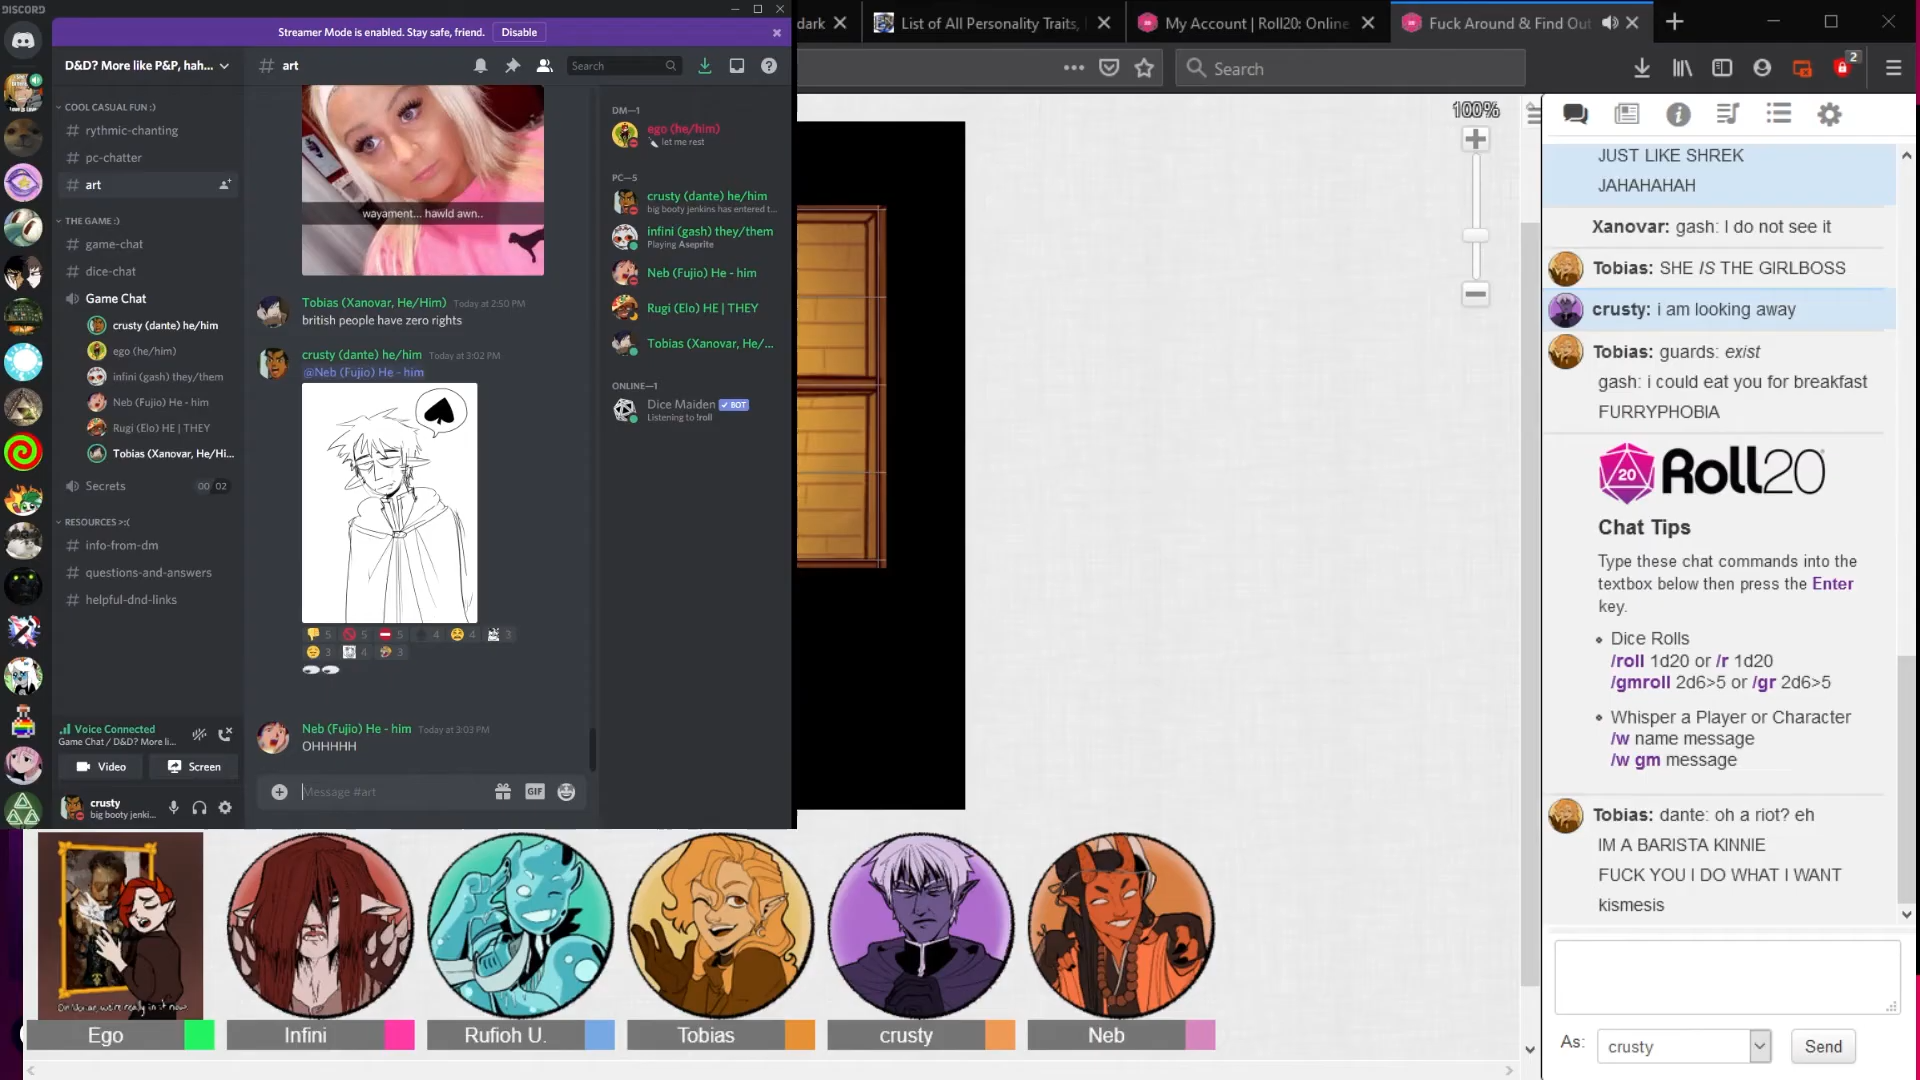 DISCORD
Streamer Mode is enabled. Stay safe, friend.
Disable
D&D? More like P&P, hah...
COOL CASUAL FUN :)
rythmic-chanting
pc-chatter
art
THE GAME :)
game-chat
dice-chat
Game Chat
crusty (dante) he/him
ego (he/him)
infini (gash) they/them
Neb (Fujio) He - him
Rugi (Elo) HE | THEY
Tobias (Xanovar, He/Hi...
Secrets
00 02
RESOURCES >:(
info-from-dm
questions-and-answers
helpful-dnd-links
Voice Connected
Game Chat / D&D? More li...
Video
Screen
crusty
big booty jenki...
art
Search
wayament... hawld awn..
Tobias (Xanovar, He/Him) Today at 2:50 PM
british people have zero rights
crusty (dante) he/him Today at 3:02 PM
@Neb (Fujio) He - him
5 5 5 4 4 3
3 4 3
Neb (Fujio) He - him Today at 3:03 PM
OHHHHH
Message #art
GIF
DM—1
ego (he/him)
let me rest
PC—5
crusty (dante) he/him
big booty jenkins has entered t...
infini (gash) they/them
Playing Aseprite
Neb (Fujio) He - him
Rugi (Elo) HE | THEY
Tobias (Xanovar, He/...
ONLINE—1
Dice Maiden BOT
Listening to !roll
dark
List of All Personality Traits,
My Account | Roll20: Online
Fuck Around & Find Out
Search
2
100%
JUST LIKE SHREK
JAHAHAHAH
Xanovar: gash: I do not see it
Tobias: SHE IS THE GIRLBOSS
crusty: i am looking away
Tobias: guards: exist
gash: i could eat you for breakfast
FURRYPHOBIA
20 Roll20
Chat Tips
Type these chat commands into the
textbox below then press the Enter
key.
Dice Rolls
/roll 1d20 or /r 1d20
/gmroll 2d6>5 or /gr 2d6>5
Whisper a Player or Character
/w name message
/w gm message
Tobias: dante: oh a riot? eh
IM A BARISTA KINNIE
FUCK YOU I DO WHAT I WANT
kismesis
As:
crusty
Send
Ego
Infini
Rufioh U.
Tobias
crusty
Neb